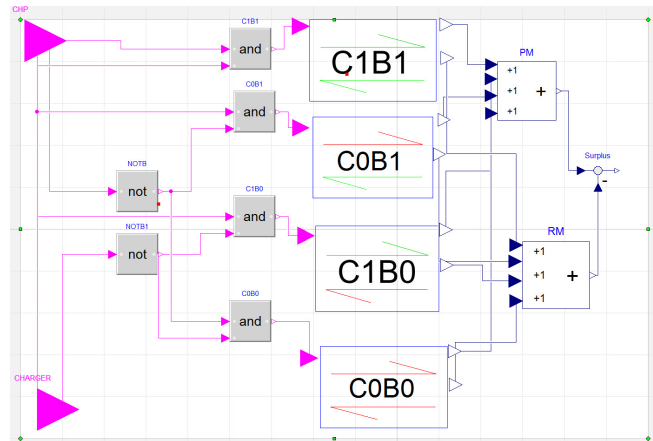 CHP
C1B1
and
C1B1
PM
+1
+1
+1
+
C0B1
and
C0B1
Surplus
-
NOTB
not
C1B0
and
C1B0
NOTB1
not
RM
+1
+1
+1
+
C0B0
and
C0B0
CHARGER